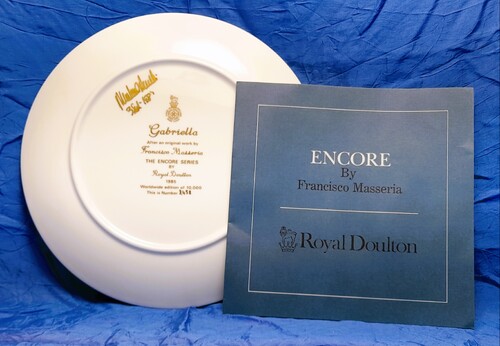 Gabriella
After an original work by
Francisco Masseria
THE ENCORE SERIES
BY
Royal Doulton
1985
Worldwide edition of 10,000
This is Number
ENCORE
By
Francisco Masseria
Royal Doulton